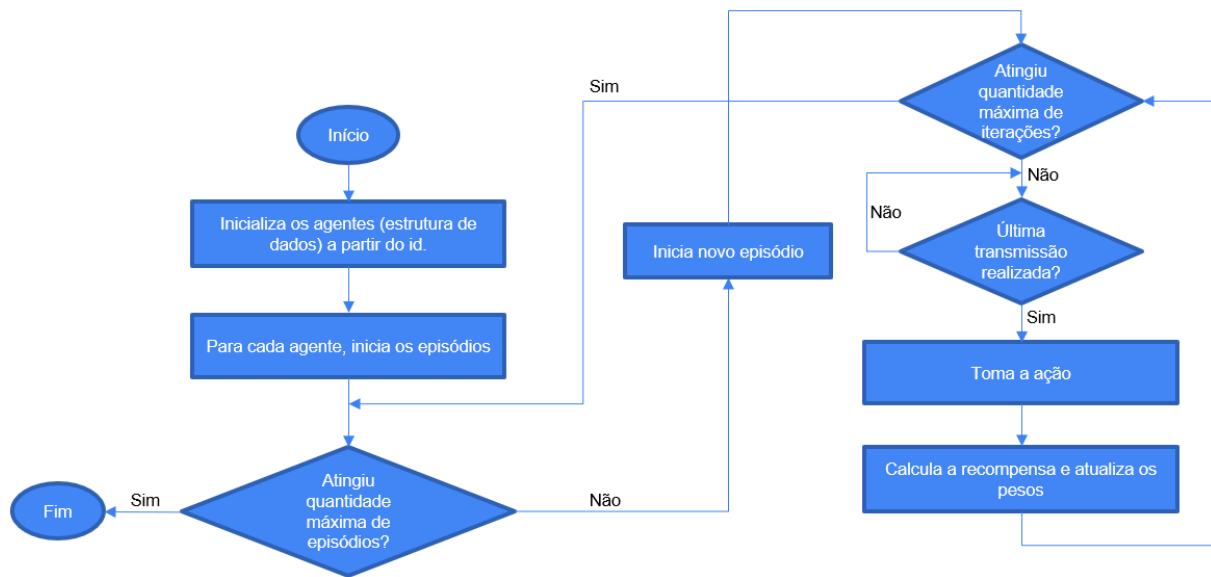 Início
Inicializa os agentes (estrutura de
dados) a partir do id.
Para cada agente, inicia os episódios
Atingiu
quantidade
máxima de
episódios?
Sim
Fim
Não
Inicia novo episódio
Atingiu
quantidade
máxima de
iterações?
Sim
Não
Última
transmissão
realizada?
Não
Sim
Toma a ação
Calcula a recompensa e atualiza os
pesos